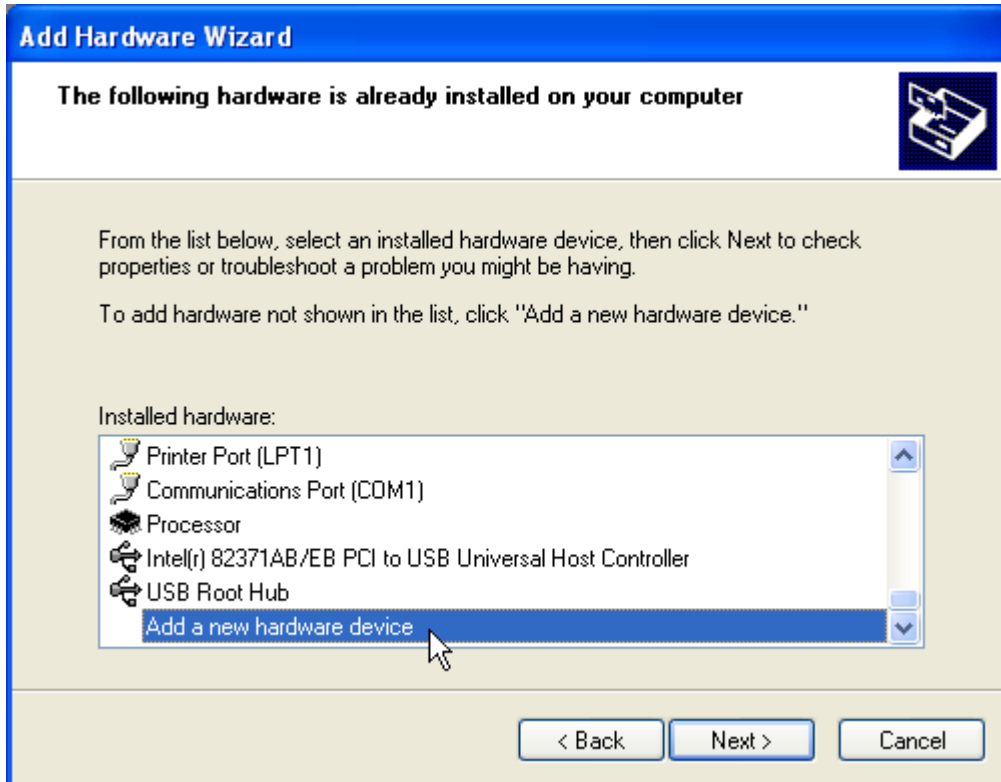 Add Hardware Wizard
The following hardware is already installed on your computer
From the list below, select an installed hardware device, then click Next to check
properties or troubleshoot a problem you might be having.
To add hardware not shown in the list, click "Add a new hardware device."
Installed hardware:
Printer Port (LPT1)
Communications Port (COM1)
Processor
Intel(r) 82371AB/EB PCI to USB Universal Host Controller
USB Root Hub
Add a new hardware device
< Back Next > Cancel